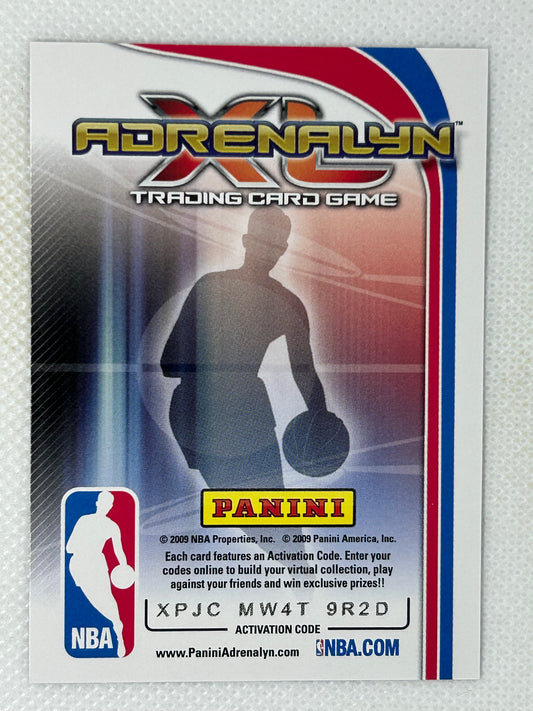 ADRENALYN XL™
TRADING CARD GAME
PANINI
© 2009 NBA Properties, Inc. © 2009 Panini America, Inc.
Each card features an Activation Code. Enter your
codes online to build your virtual collection, play
against your friends and win exclusive prizes!!
XPJC MW4T 9R2D
ACTIVATION CODE
NBA
www.PaniniAdrenalyn.com NBA.COM